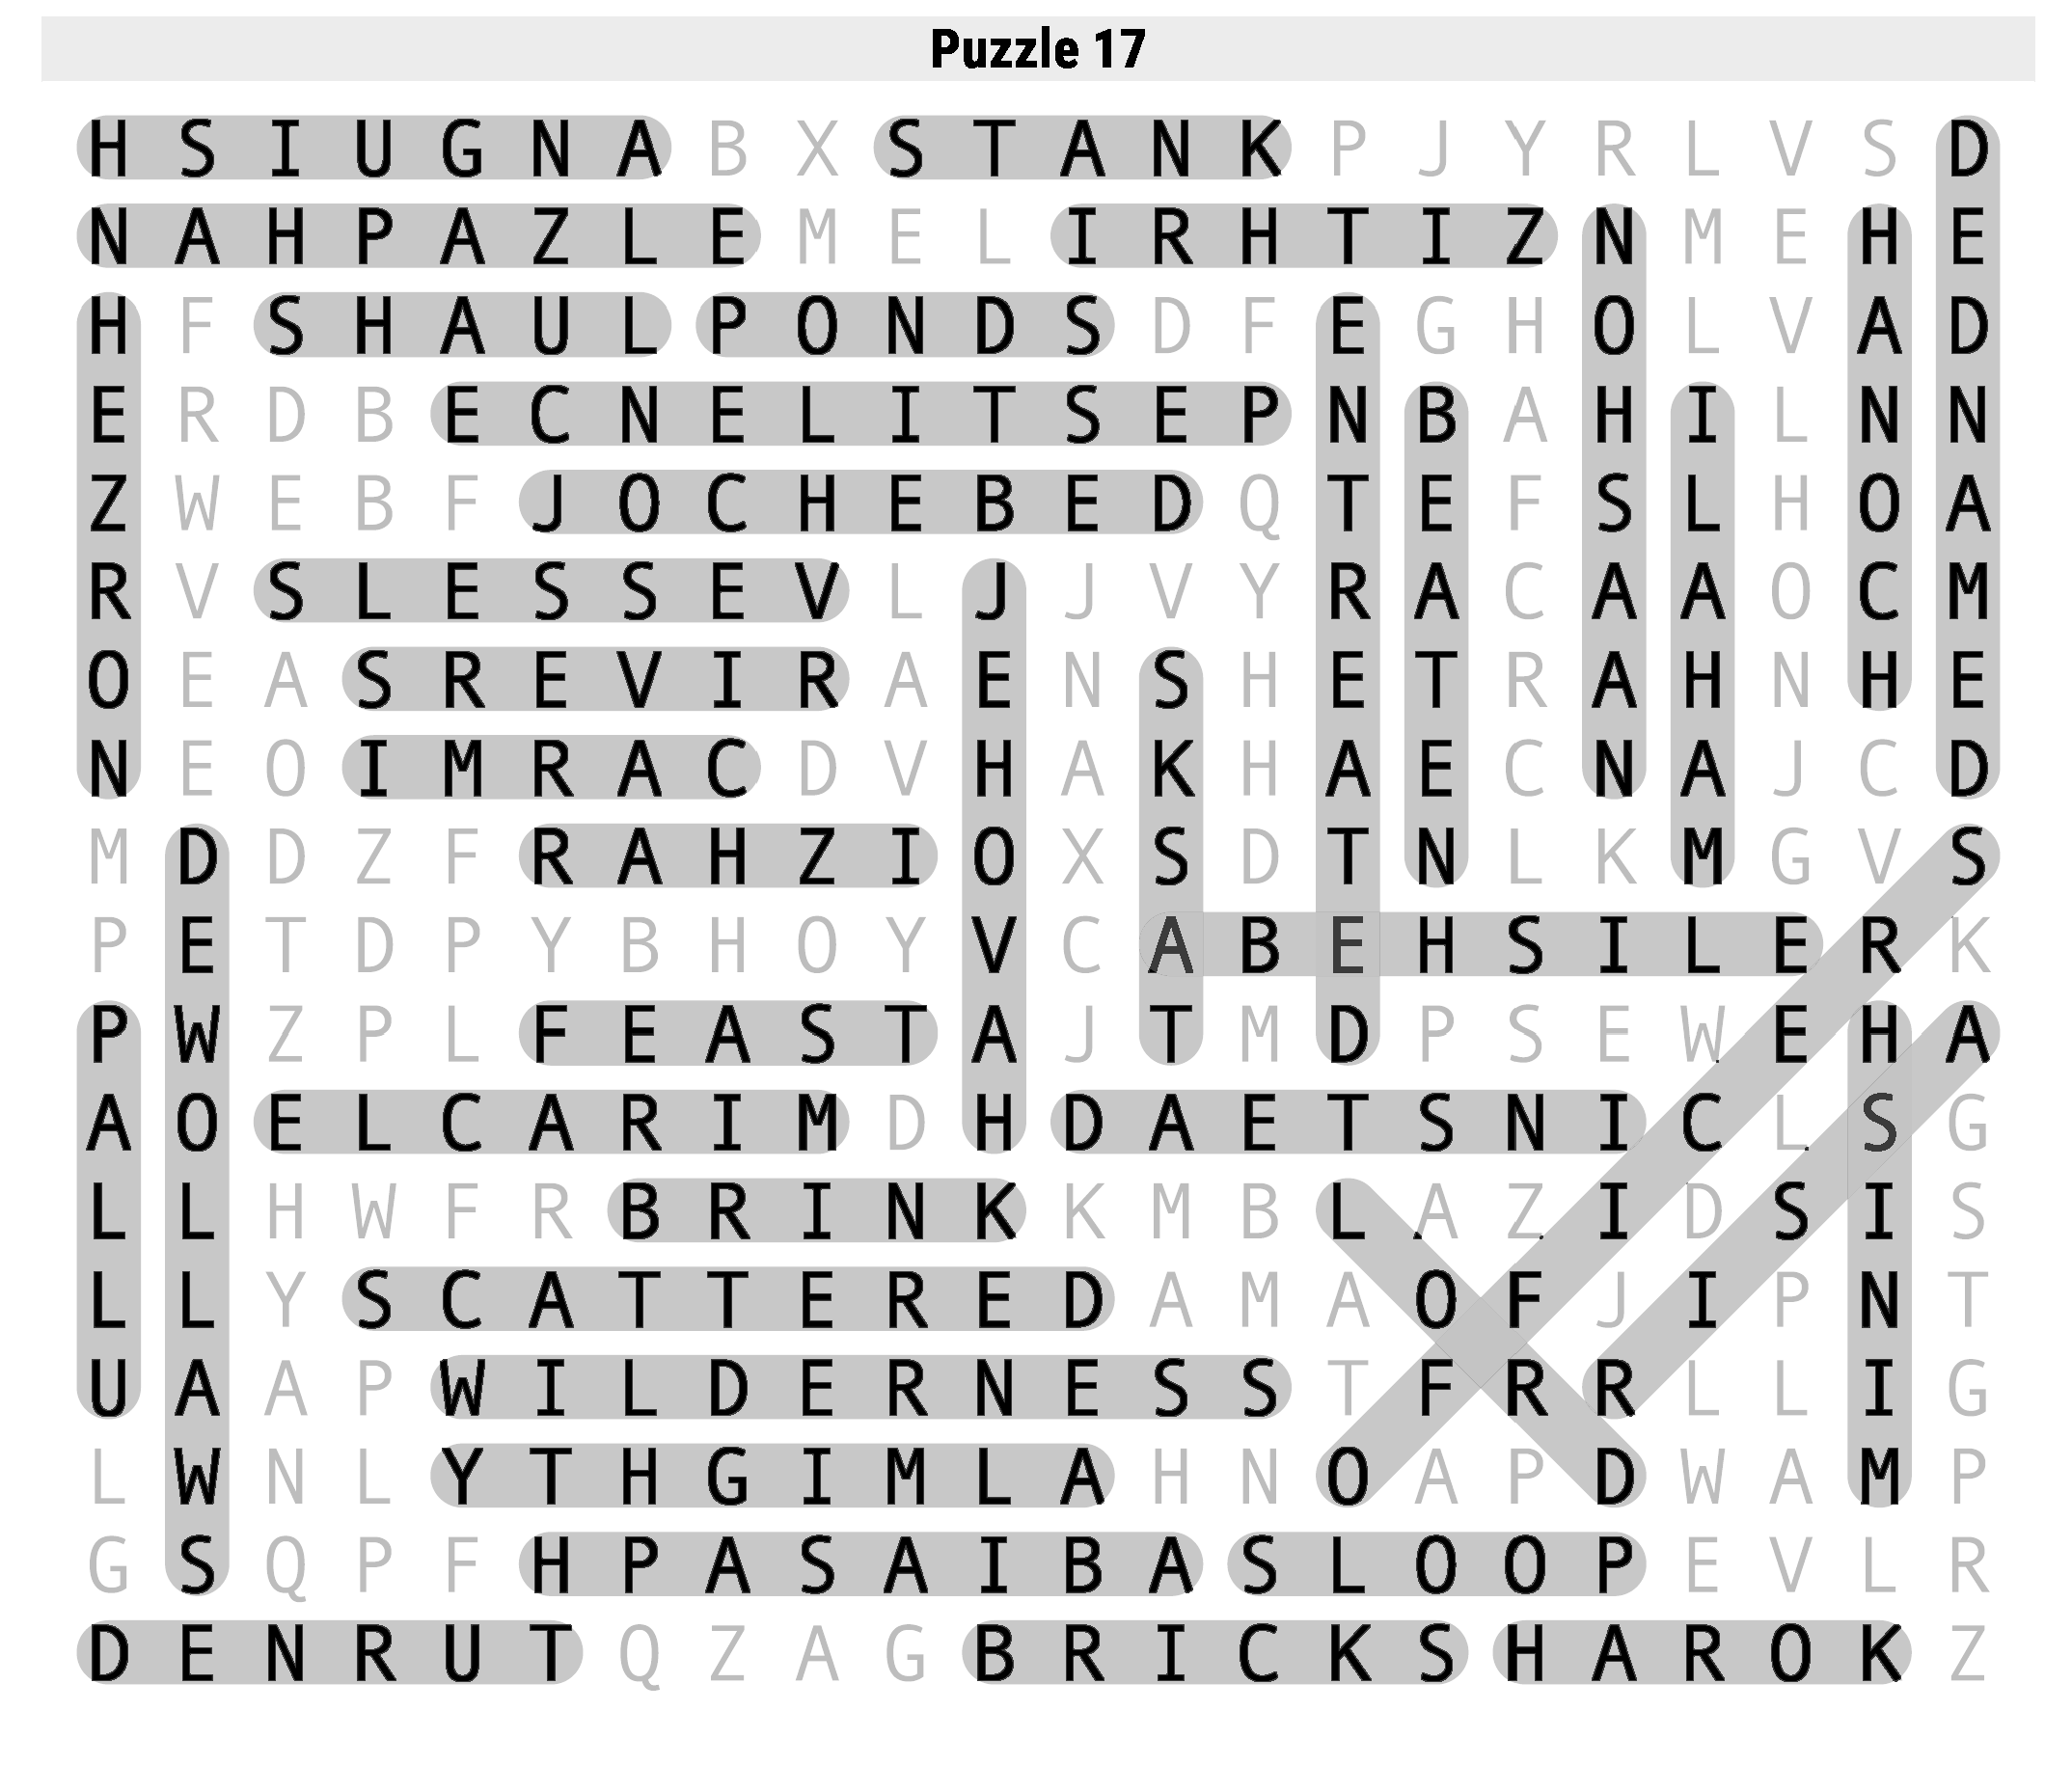 Puzzle 17
H S I U G N A B X S T A N K P J Y R L V S D
N A H P A Z L E M E L I R H T I Z N M E H E
H F S H A U L P O N D S D F E G H O L V A D
E R D B E C N E L I T S E P N B A H I L N N
Z W E B F J O C H E B E D Q T E F S L H O A
R V S L E S S E V L J J V Y R A C A A O C M
O E A S R E V I R A E N S H E T R A H N H E
N E O I M R A C D V H A K H A E C N A J C D
M D D Z F R A H Z I O X S D T N L K M G V S
P E T D P Y B H O Y V C A B E H S I L E R K
P W Z P L F E A S T A J T M D P S E W E H A
A O E L C A R I M D H D A E T S N I C L S G
L L H W F R B R I N K K M B L A Z I D S I S
L L Y S C A T T E R E D A M A O F J I P N T
U A A P W I L D E R N E S S T F R R L L I G
L W N L Y T H G I M L A H N O A P D W A M P
G S Q P F H P A S A I B A S L O O P E V L R
D E N R U T Q Z A G B R I C K S H A R O K Z